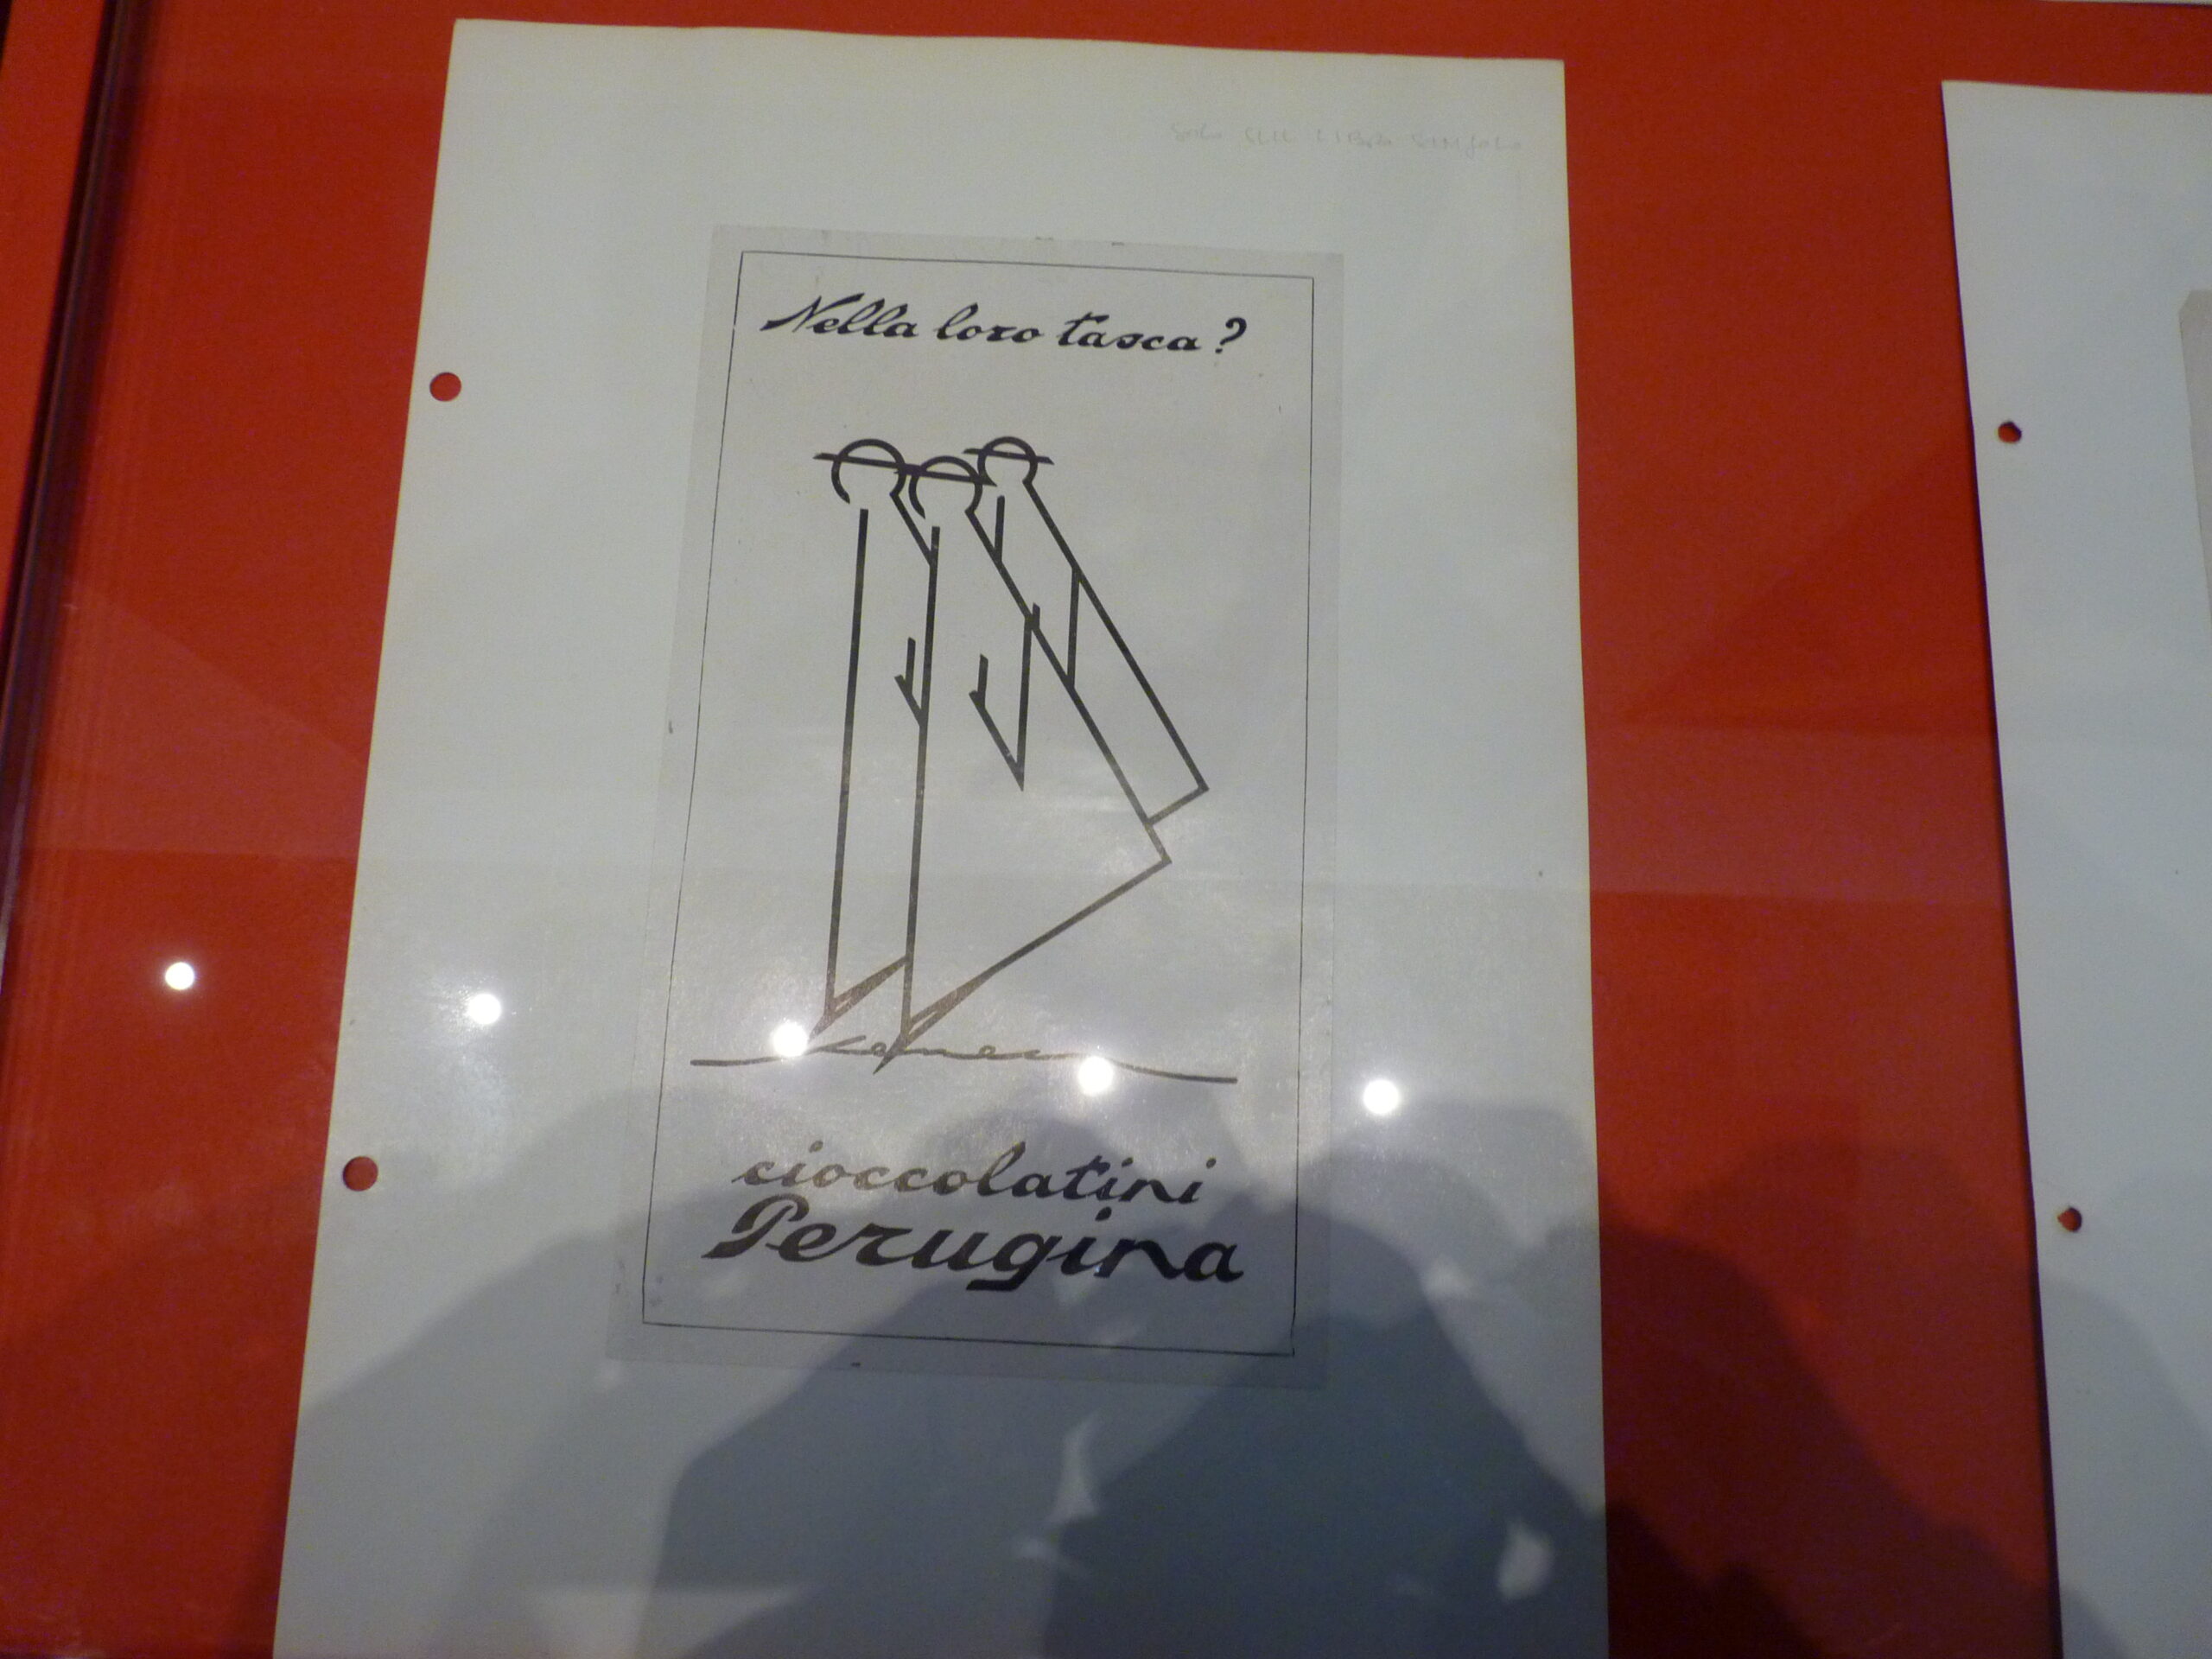 Nella loro tasca?
cioccolatini
Perugina